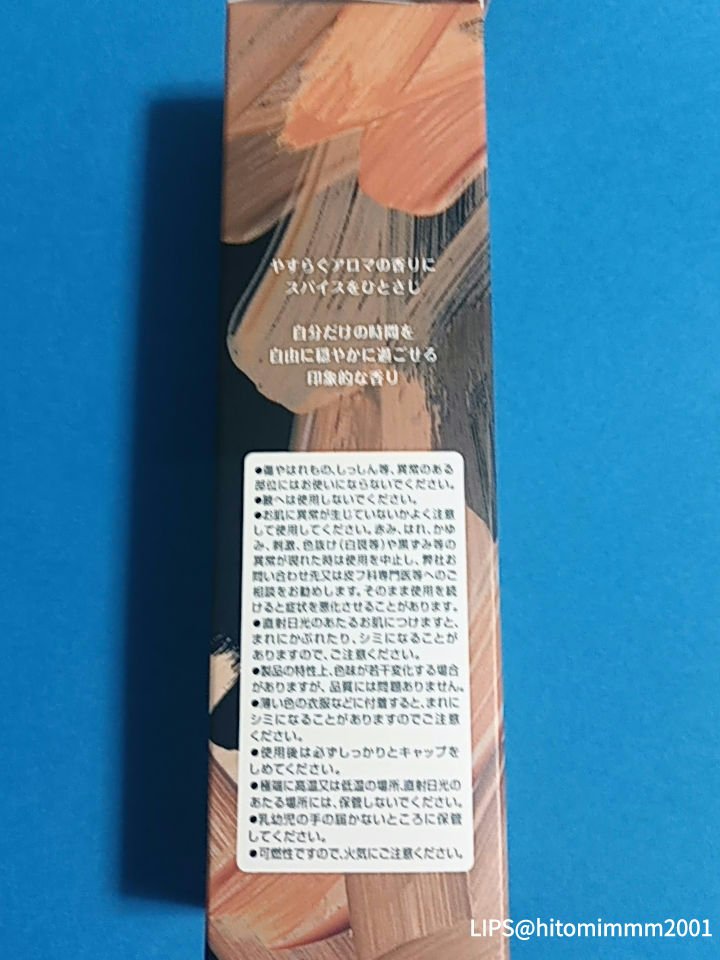 やすらぐアロマの香りに
スパイスをひとさじ
自分だけの時間を
自由に穏やかに過ごせる
印象的な香り
●傷やはれもの、しっしん等、異常のある
部位にはお使いにならないでください。
●腋へは使用しないでください。
●お肌に異常が生じていないかよく注意
して使用してください。赤み、はれ、かゆ
み、刺激、色抜け(白斑等)や黒ずみ等の
異常が現れた時は使用を中止し、弊社お
問い合わせ先又は皮フ科専門医等へのご
相談をお勧めします。そのまま使用を続
けると症状を悪化させることがあります。
●直射日光のあたるお肌につけますと、
まれにかぶれたり、シミになることが
ありますので、ご注意ください。
●製品の特性上、色味が若干変化する場合
がありますが、品質には問題ありません。
●薄い色の衣服などに付着すると、まれに
シミになることがありますのでご注意
ください。
●使用後は必ずしっかりとキャップを
しめてください。
●極端に高温又は低温の場所、直射日光の
あたる場所には、保管しないでください。
●乳幼児の手の届かないところに保管
してください。
●可燃性ですので、火気にご注意ください。
LIPS@hitomimmm2001